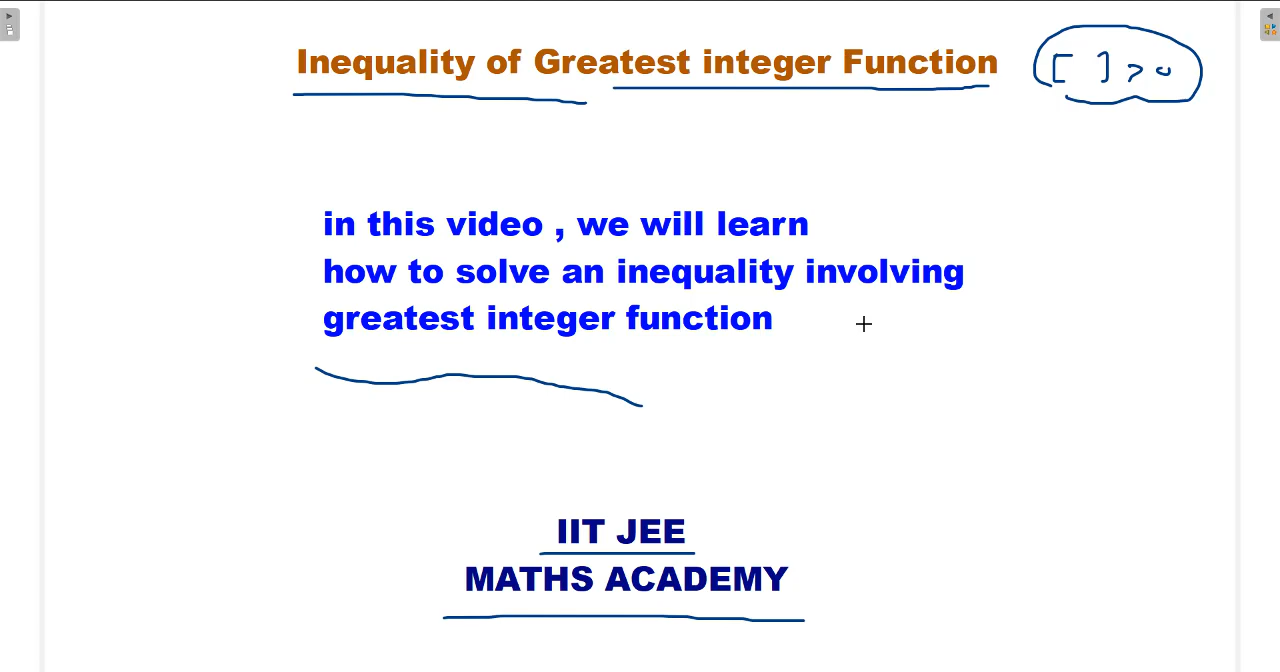 Inequality of Greatest integer Function
[ ] > 0
in this video , we will learn
how to solve an inequality involving
greatest integer function
IIT JEE
MATHS ACADEMY